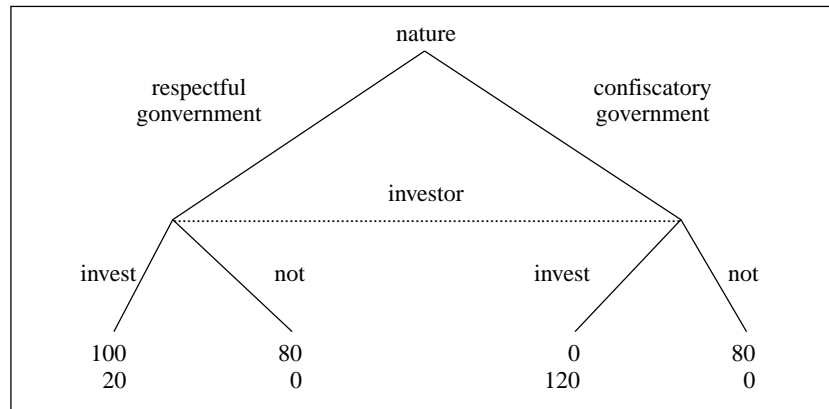 nature
respectful
gonvernment
confiscatory
government
investor
invest
not
invest
not
100
80
0
80
20
0
120
0